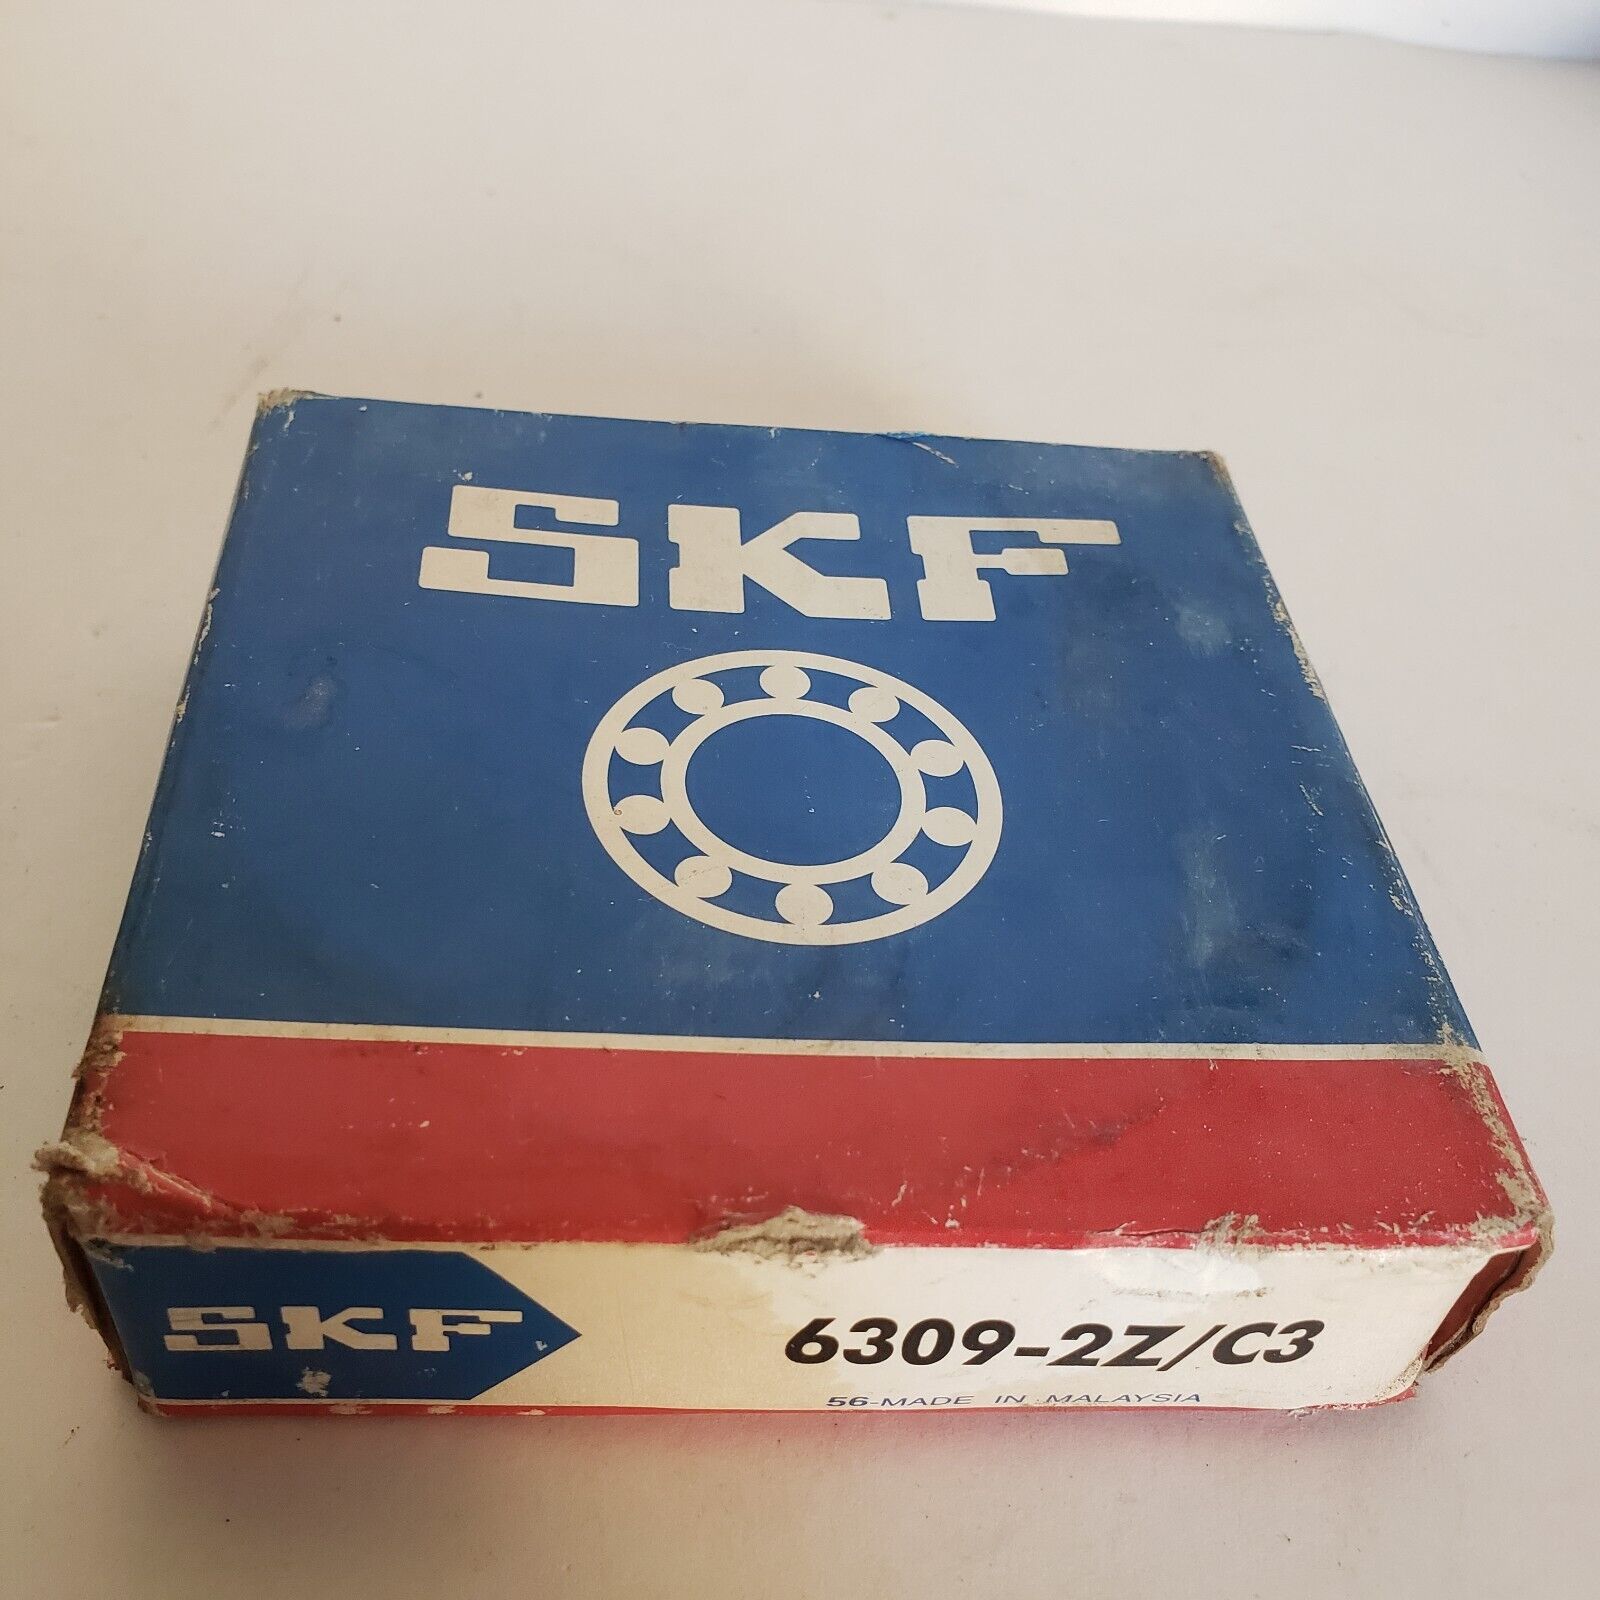 SKF
SKF
6309-2Z/C3
56-MADE IN MALAYSIA